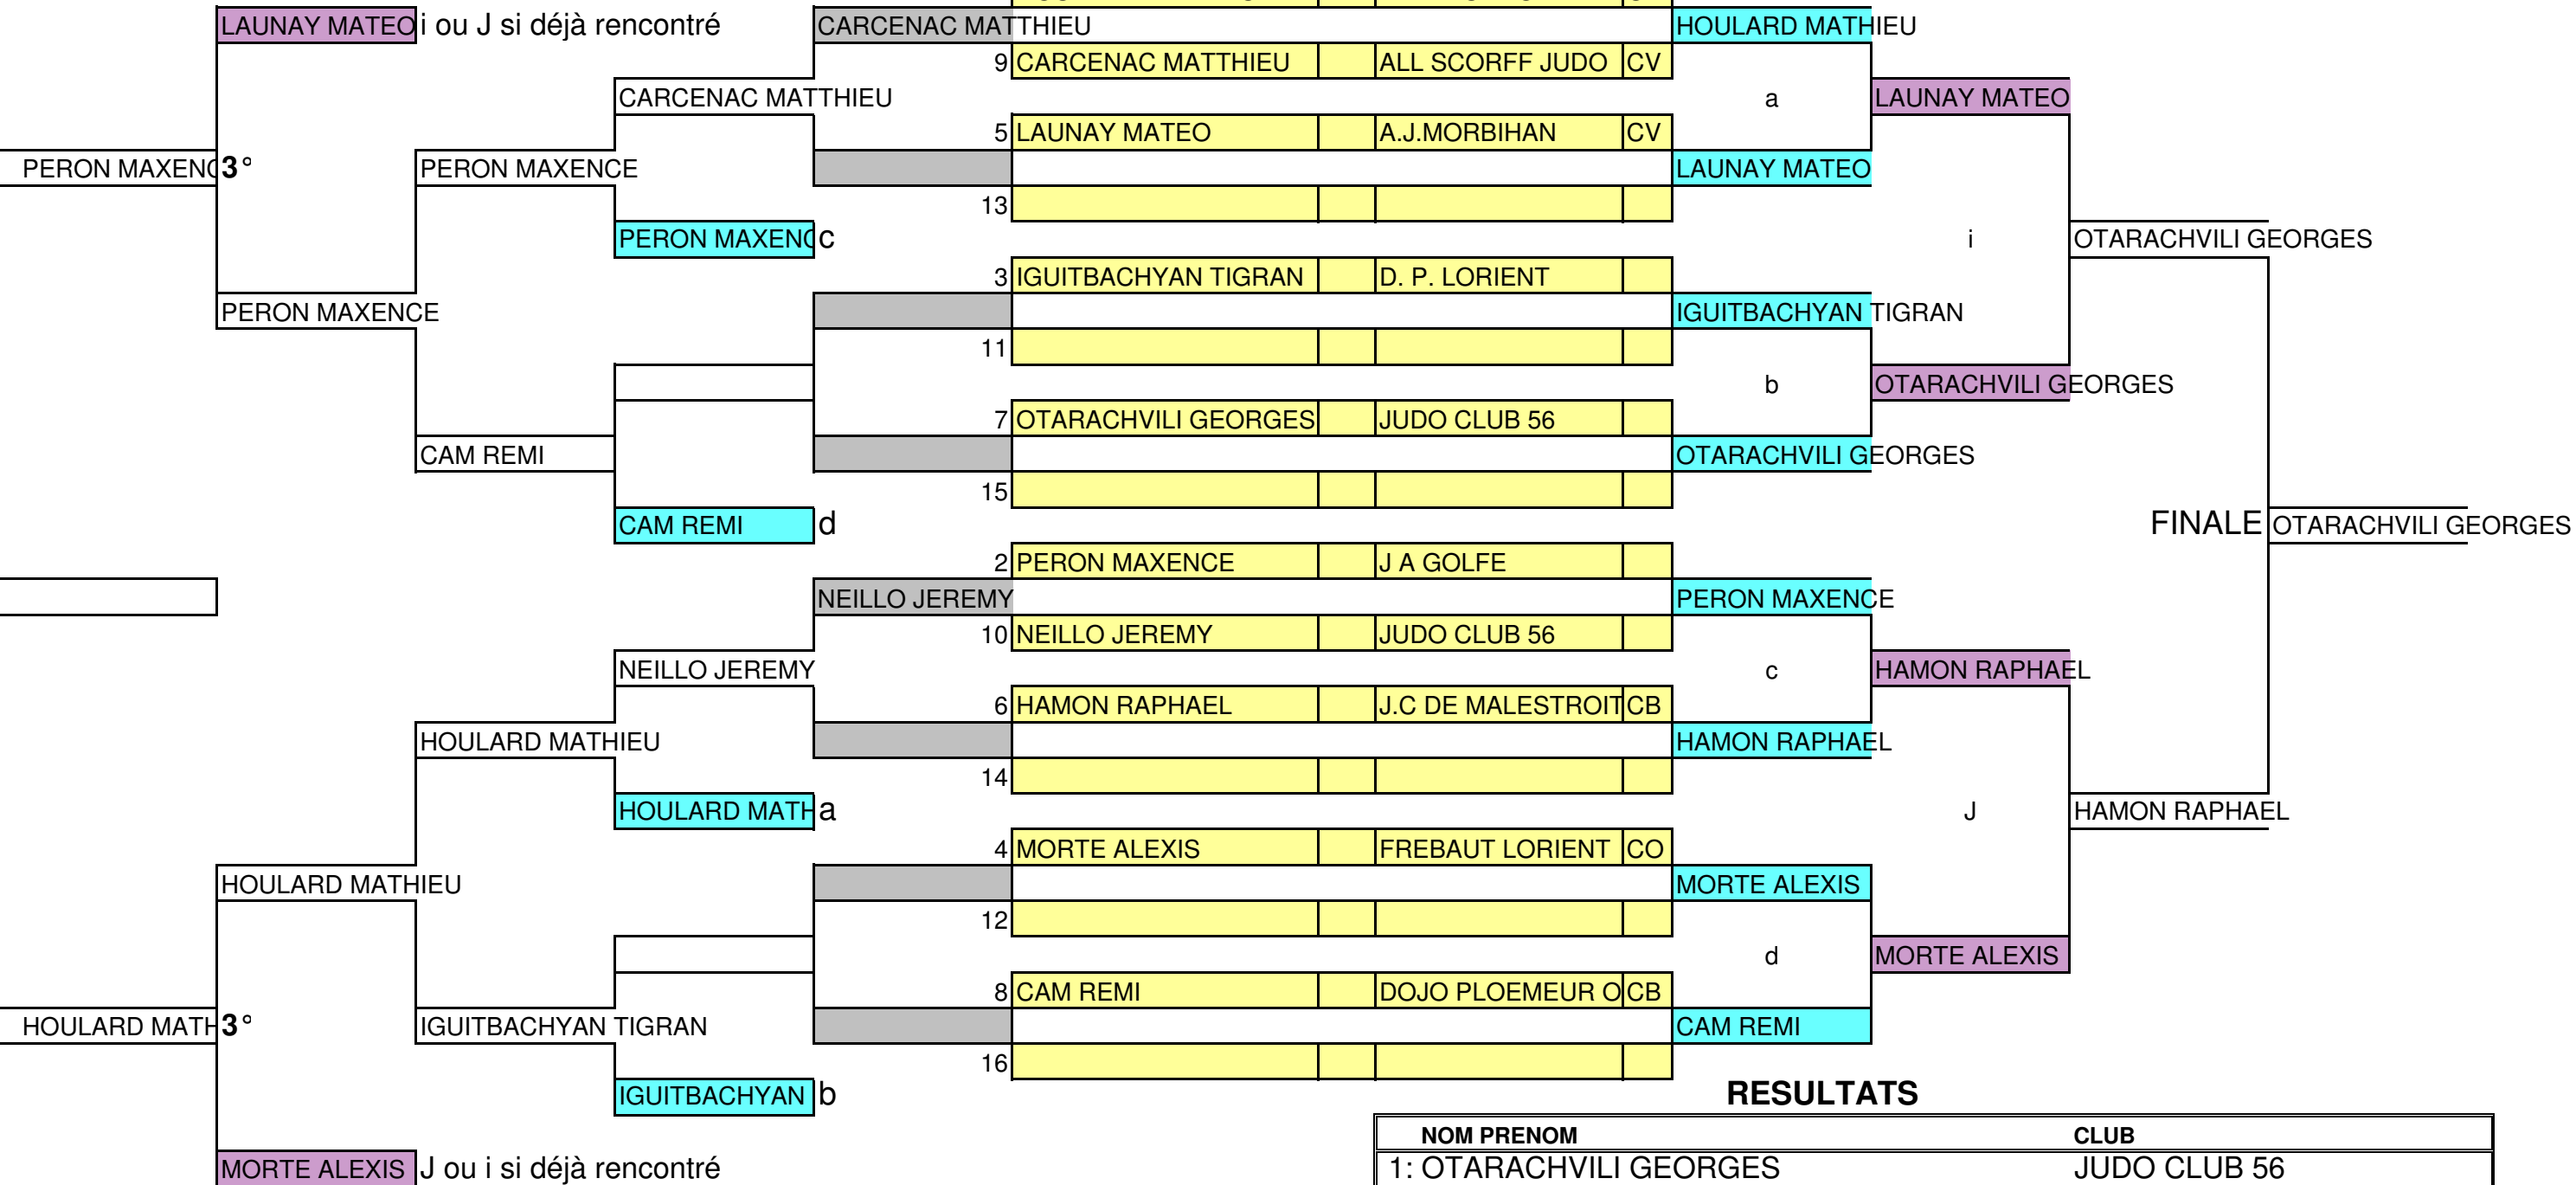 LAUNAY MATEO i ou J si déjà rencontré CARCENAC MATTHIEU HOULARD MATHIEU
9 CARCENAC MATTHIEU ALL SCORFF JUDO CV
CARCENAC MATTHIEU a LAUNAY MATEO
5 LAUNAY MATEO A.J.MORBIHAN CV
PERON MAXENC 3° PERON MAXENCE LAUNAY MATEO
13
PERON MAXENC c i OTARACHVILI GEORGES
3 IGUITBACHYAN TIGRAN D. P. LORIENT
PERON MAXENCE IGUITBACHYAN TIGRAN
11
b OTARACHVILI GEORGES
7 OTARACHVILI GEORGES JUDO CLUB 56
CAM REMI OTARACHVILI GEORGES
15
CAM REMI d FINALE OTARACHVILI GEORGES
2 PERON MAXENCE J A GOLFE
NEILLO JEREMY PERON MAXENCE
10 NEILLO JEREMY JUDO CLUB 56
NEILLO JEREMY c HAMON RAPHAEL
6 HAMON RAPHAEL J.C DE MALESTROIT CB
HOULARD MATHIEU HAMON RAPHAEL
14
HOULARD MATH a J HAMON RAPHAEL
4 MORTE ALEXIS FREBAUT LORIENT CO
HOULARD MATHIEU MORTE ALEXIS
12
d MORTE ALEXIS
8 CAM REMI DOJO PLOEMEUR O CB
HOULARD MATH 3° IGUITBACHYAN TIGRAN CAM REMI
16
IGUITBACHYAN b RESULTATS
NOM PRENOM CLUB
MORTE ALEXIS J ou i si déjà rencontré 1: OTARACHVILI GEORGES JUDO CLUB 56